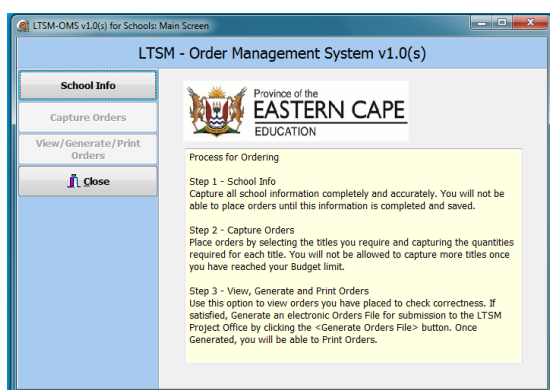 LTSM-OMS v1.0(s) for Schools: Main Screen
LTSM - Order Management System v1.0(s)
School Info
Capture Orders
View/Generate/Print
Orders
Close
Province of the
EASTERN CAPE
EDUCATION
Process for Ordering
Step 1 - School Info
Capture all school information completely and accurately. You will not be
able to place orders until this information is completed and saved.
Step 2 - Capture Orders
Place orders by selecting the titles you require and capturing the quantities
required for each title. You will not be allowed to capture more titles once
you have reached your Budget limit.
Step 3 - View, Generate and Print Orders
Use this option to view orders you have placed to check correctness. If
satisfied, Generate an electronic Orders File for submission to the LTSM
Project Office by clicking the <Generate Orders File> button. Once
Generated, you will be able to Print Orders.